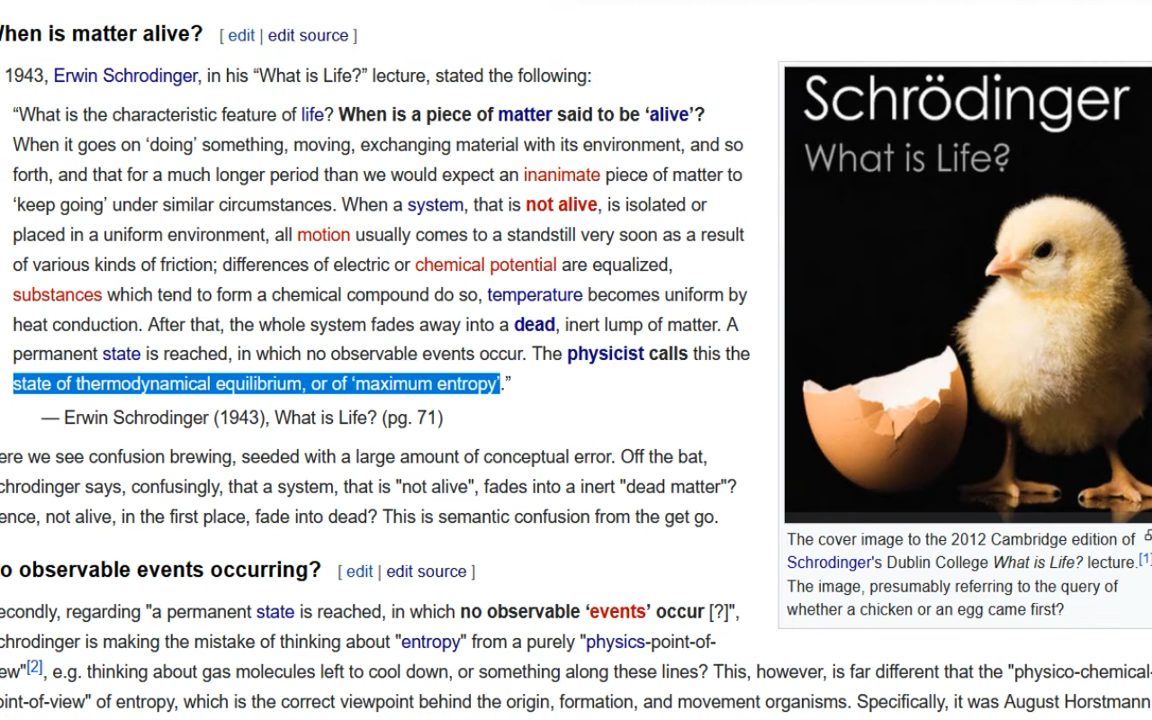 hen is matter alive? [ edit | edit source ]
1943, Erwin Schrodinger, in his “What is Life?” lecture, stated the following:
“What is the characteristic feature of life? When is a piece of matter said to be ‘alive’?
When it goes on ‘doing’ something, moving, exchanging material with its environment, and so
forth, and that for a much longer period than we would expect an inanimate piece of matter to
‘keep going’ under similar circumstances. When a system, that is not alive, is isolated or
placed in a uniform environment, all motion usually comes to a standstill very soon as a result
of various kinds of friction; differences of electric or chemical potential are equalized,
substances which tend to form a chemical compound do so, temperature becomes uniform by
heat conduction. After that, the whole system fades away into a dead, inert lump of matter. A
permanent state is reached, in which no observable events occur. The physicist calls this the
state of thermodynamical equilibrium, or of ‘maximum entropy’.”
— Erwin Schrodinger (1943), What is Life? (pg. 71)
ere we see confusion brewing, seeded with a large amount of conceptual error. Off the bat,
chrodinger says, confusingly, that a system, that is "not alive", fades into a inert "dead matter"?
ence, not alive, in the first place, fade into dead? This is semantic confusion from the get go.
o observable events occurring? [ edit | edit source ]
econdly, regarding "a permanent state is reached, in which no observable ‘events’ occur [?]",
chrodinger is making the mistake of thinking about "entropy" from a purely "physics-point-of-
ew"[2], e.g. thinking about gas molecules left to cool down, or something along these lines? This, however, is far different that the "physico-chemical-
oint-of-view" of entropy, which is the correct viewpoint behind the origin, formation, and movement organisms. Specifically, it was August Horstmann
Schrödinger
What is Life?
The cover image to the 2012 Cambridge edition of
Schrodinger's Dublin College What is Life? lecture.[1]
The image, presumably referring to the query of
whether a chicken or an egg came first?